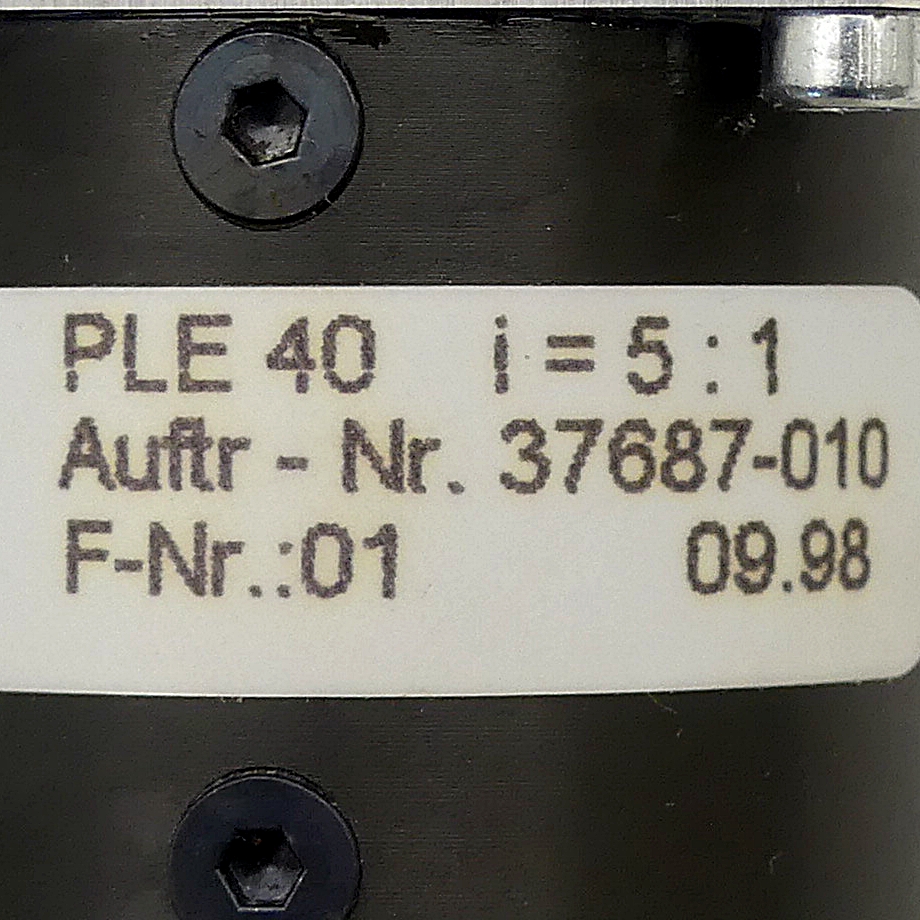 PLE 40 i = 5 : 1
Auftr - Nr. 37687-010
F-Nr.:01 09.98